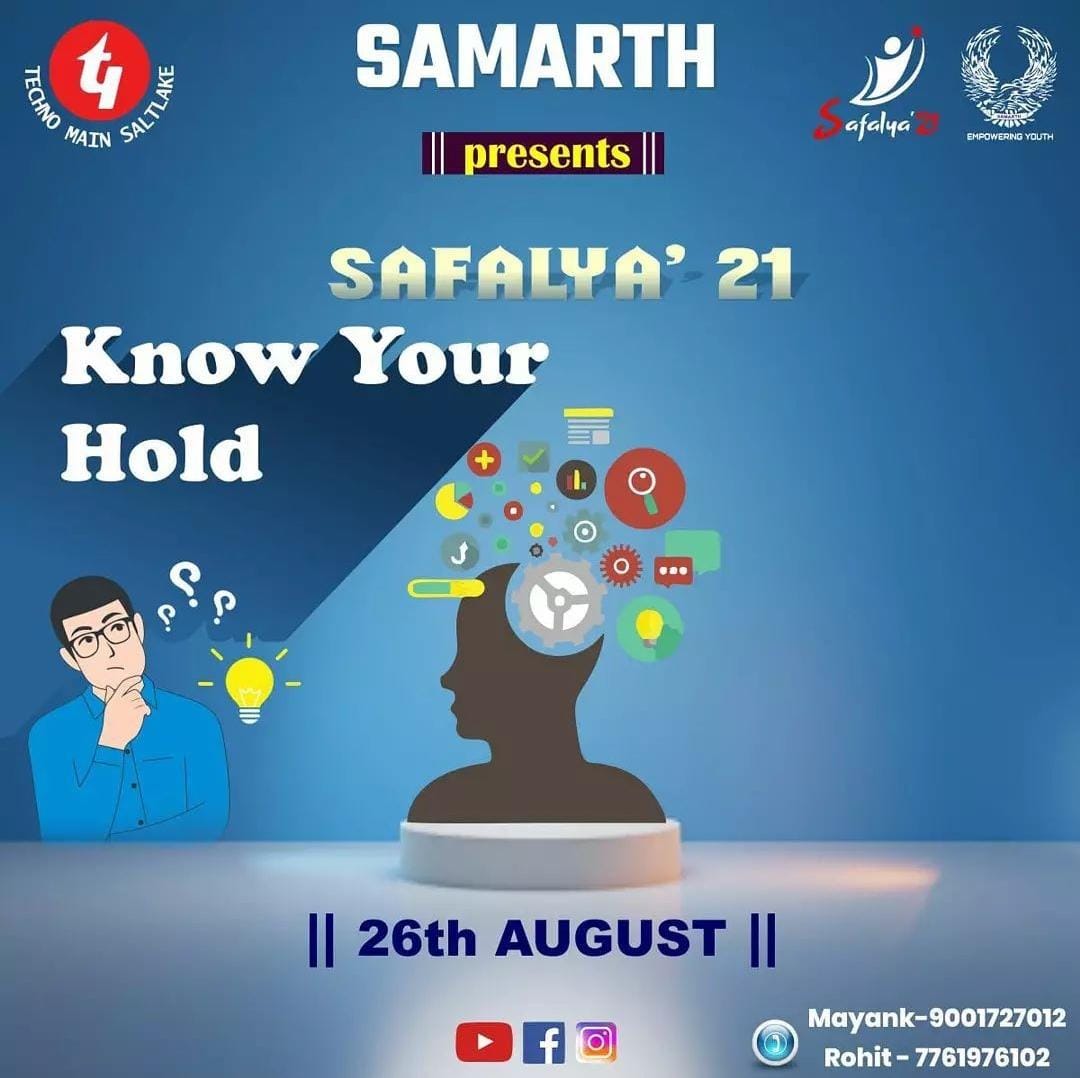 TECHNO MAIN SALTLAKE
SAMARTH
Safalya'21
EMPOWERING YOUTH
|| presents ||
SAFALYA' 21
Know Your
Hold
? ? ?
|| 26th AUGUST ||
Mayank-9001727012
Rohit - 7761976102